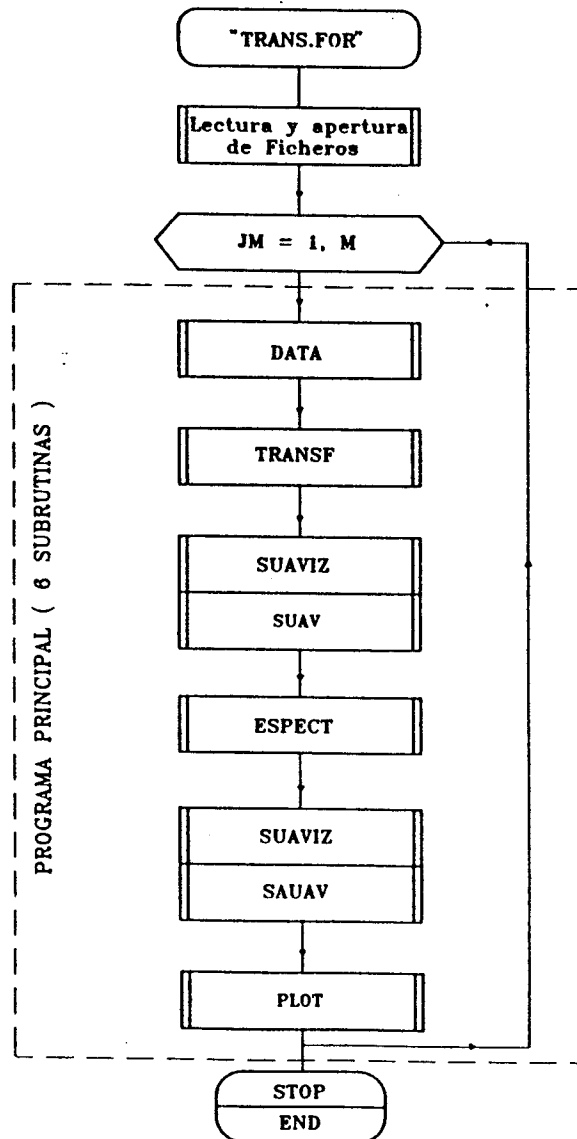 "TRANS.FOR"
Lectura y apertura
de Ficheros
JM = 1, M
PROGRAMA PRINCIPAL ( 6 SUBRUTINAS )
DATA
TRANSF
SUAVIZ
SUAV
ESPECT
SUAVIZ
SAUAV
PLOT
STOP
END